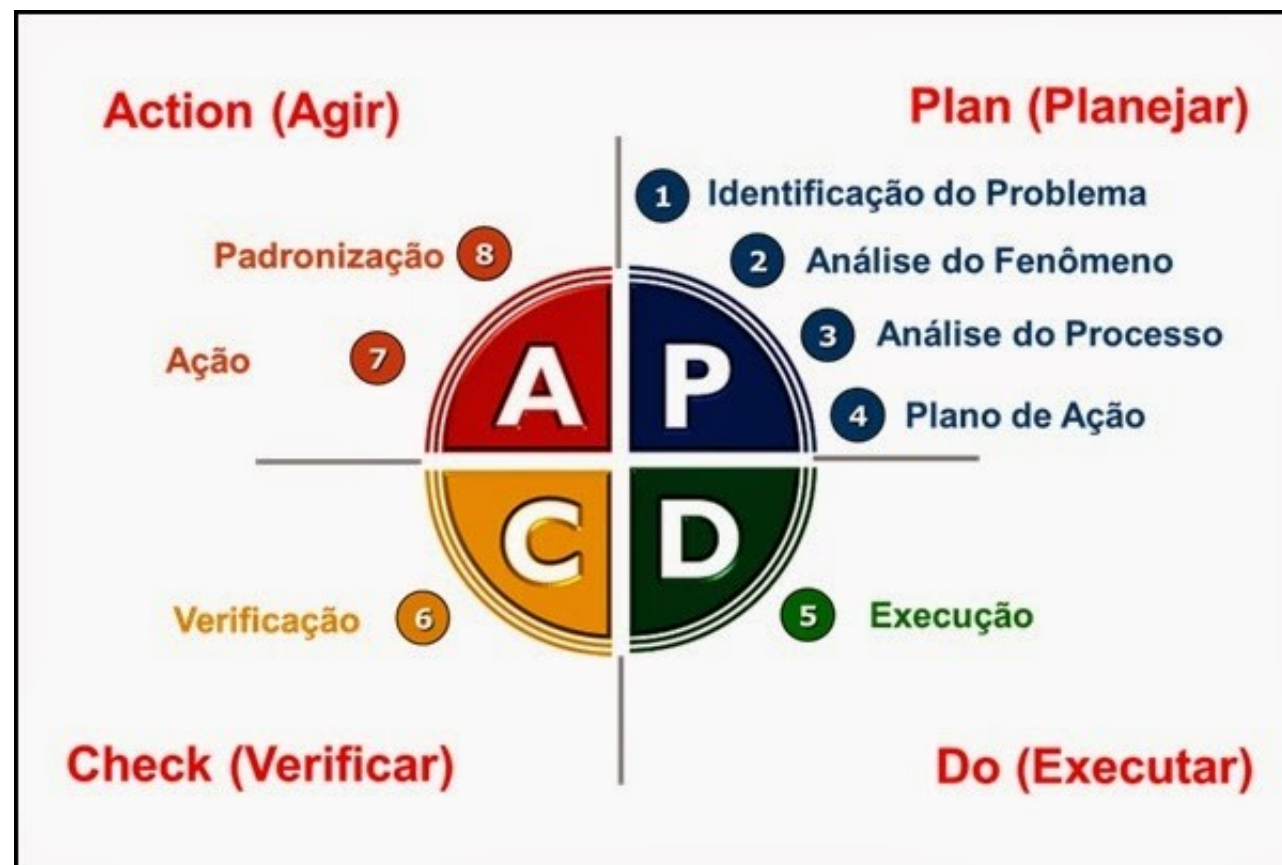 Action (Agir)
Plan (Planejar)
1 Identificação do Problema
Padronização 8
2 Análise do Fenômeno
3 Análise do Processo
Ação 7
A P
4 Plano de Ação
C D
Verificação 6
5 Execução
Check (Verificar)
Do (Executar)